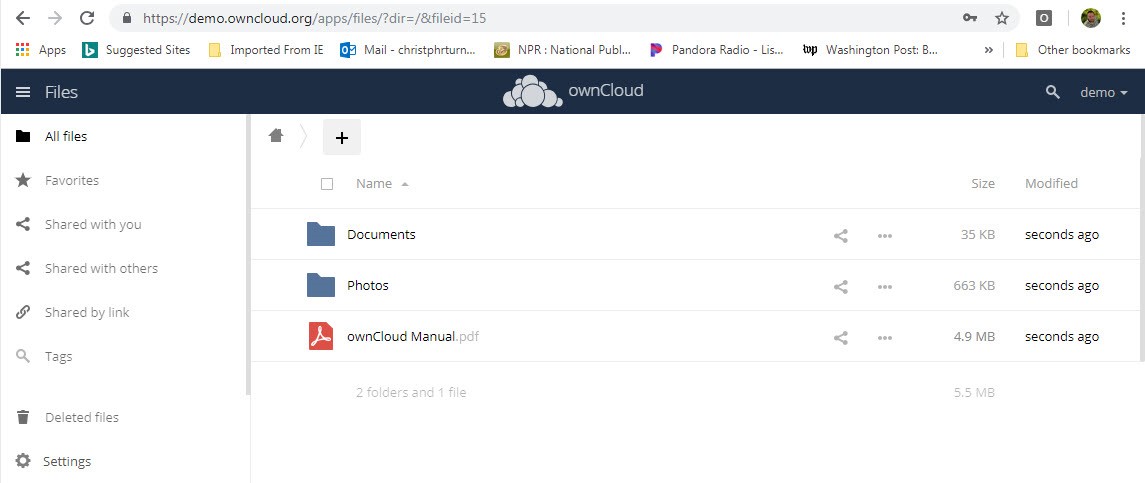 https://demo.owncloud.org/apps/files/?dir=/&fileid=15
Apps Suggested Sites Imported From IE Mail - christphrturn... NPR : National Publ... Pandora Radio - Lis... wp Washington Post: B... » Other bookmarks
Files ownCloud demo
All files
Favorites
Shared with you
Shared with others
Shared by link
Tags
Deleted files
Settings
+
Name Size Modified
Documents 35 KB seconds ago
Photos 663 KB seconds ago
ownCloud Manual.pdf 4.9 MB seconds ago
2 folders and 1 file 5.5 MB